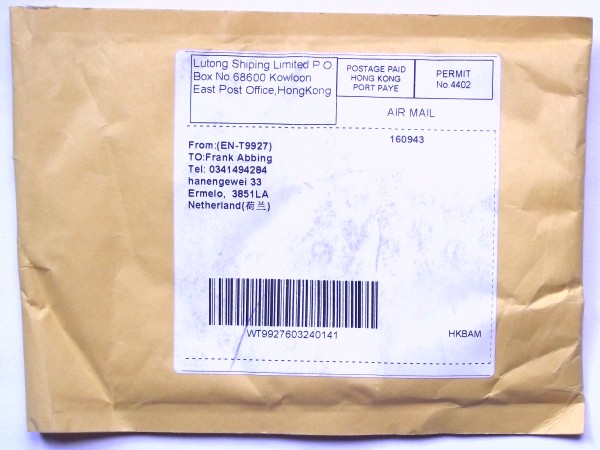 Lutong Shiping Limited P.O.
Box No.68600 Kowloon
East Post Office,HongKong
POSTAGE PAID
HONG KONG
PORT PAYE
PERMIT
No.4402
AIR MAIL
160943
From:(EN-T9927)
TO:Frank Abbing
Tel: 0341494284
hanengewei 33
Ermelo, 3851LA
Netherland(荷兰)
WT9927603240141
HKBAM